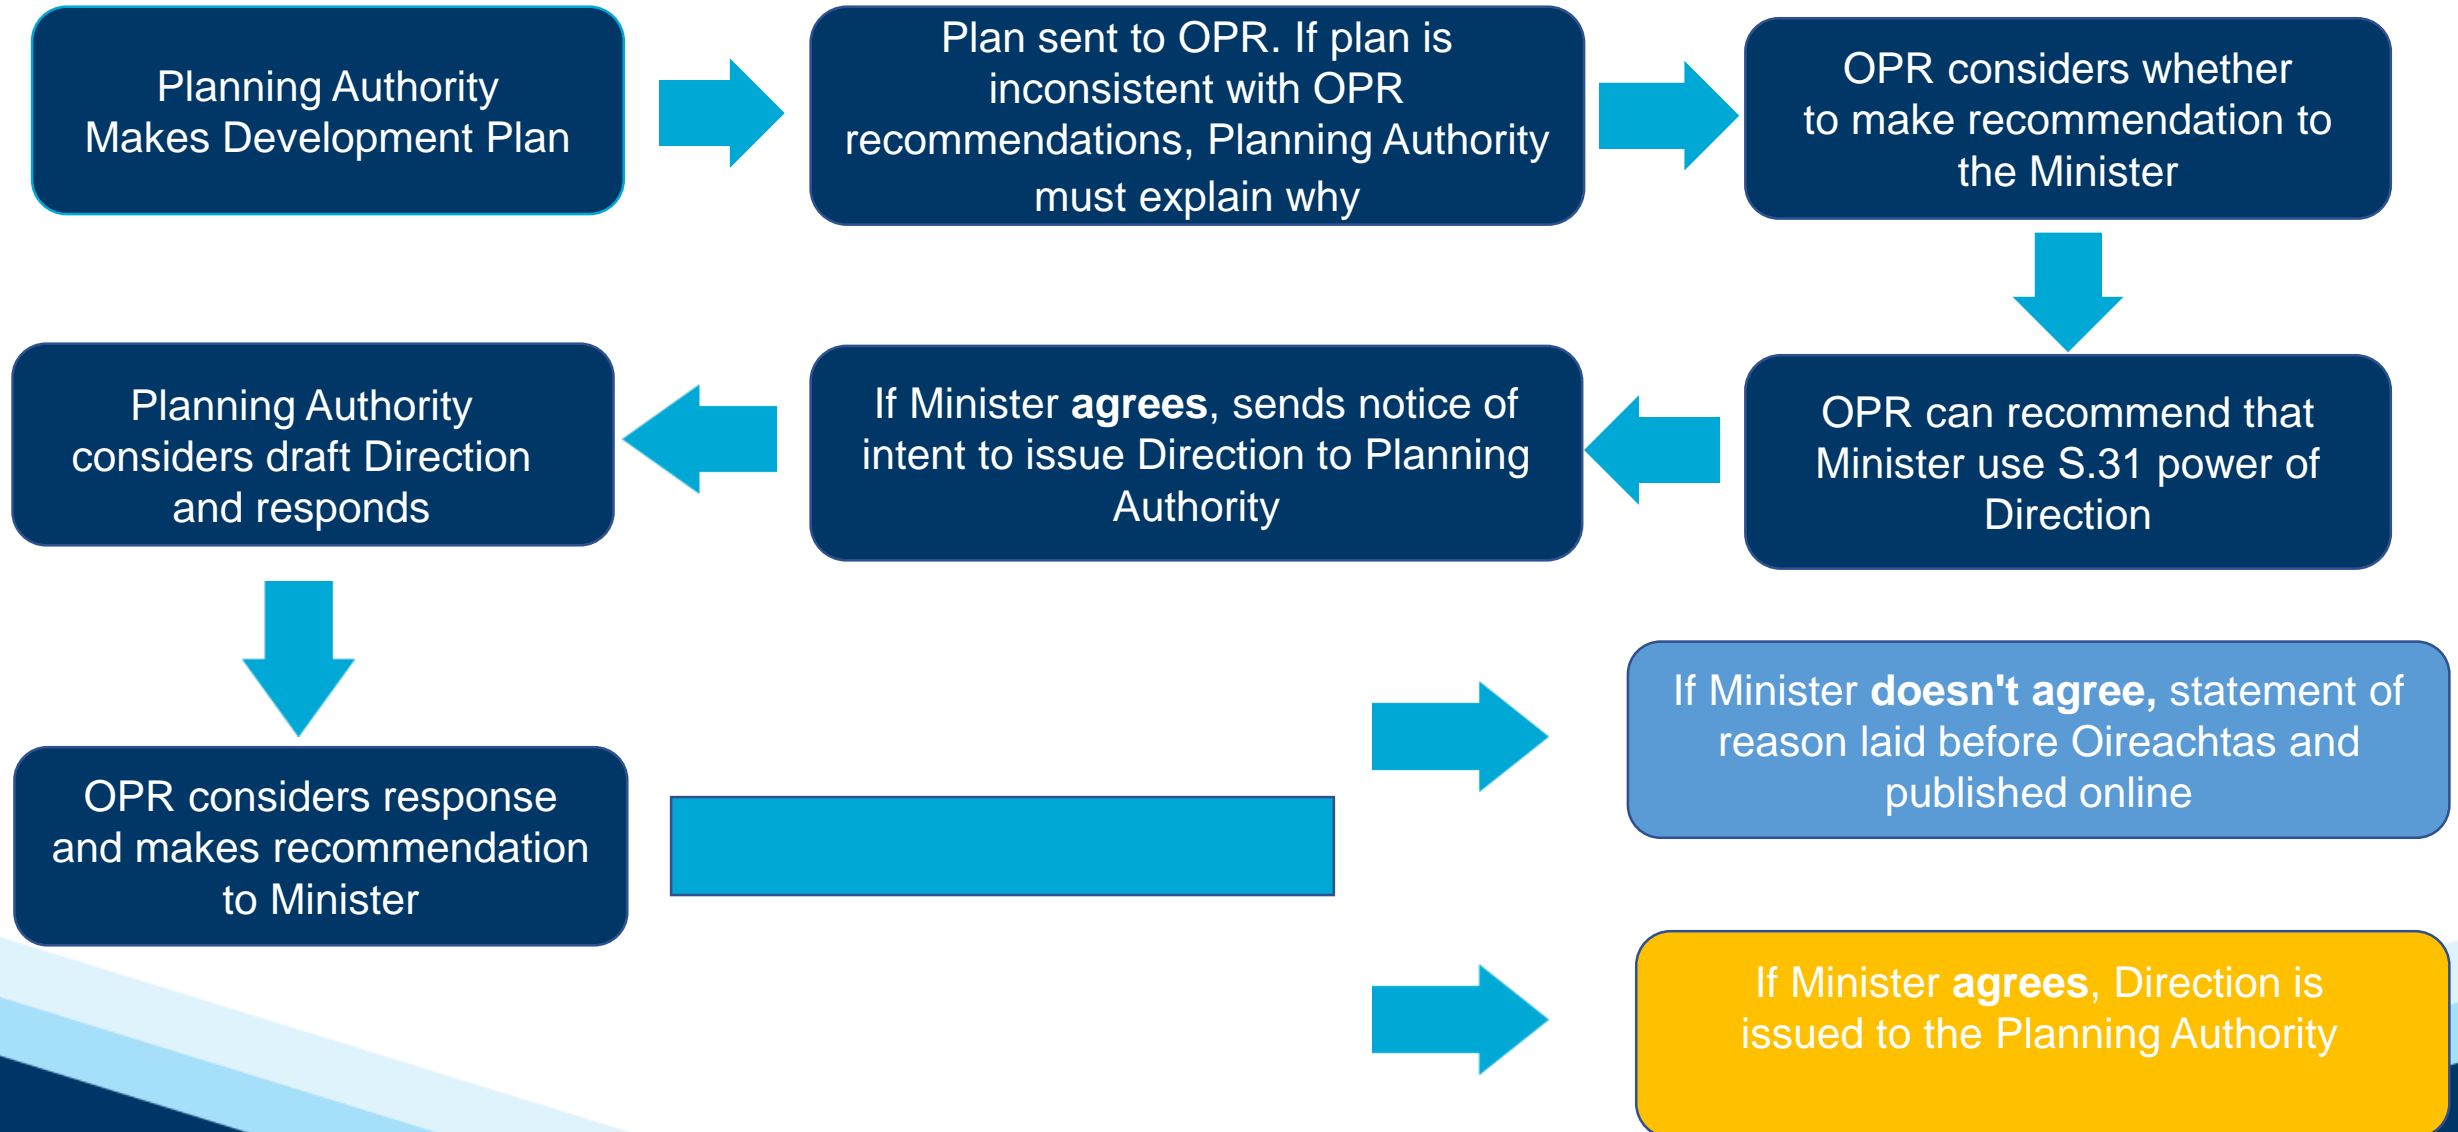 Planning Authority
Makes Development Plan
Plan sent to OPR. If plan is
inconsistent with OPR
recommendations, Planning Authority
must explain why
OPR considers whether
to make recommendation to
the Minister
OPR can recommend that
Minister use S.31 power of
Direction
If Minister agrees, sends notice of
intent to issue Direction to Planning
Authority
Planning Authority
considers draft Direction
and responds
OPR considers response
and makes recommendation
to Minister
If Minister doesn't agree, statement of
reason laid before Oireachtas and
published online
If Minister agrees, Direction is
issued to the Planning Authority